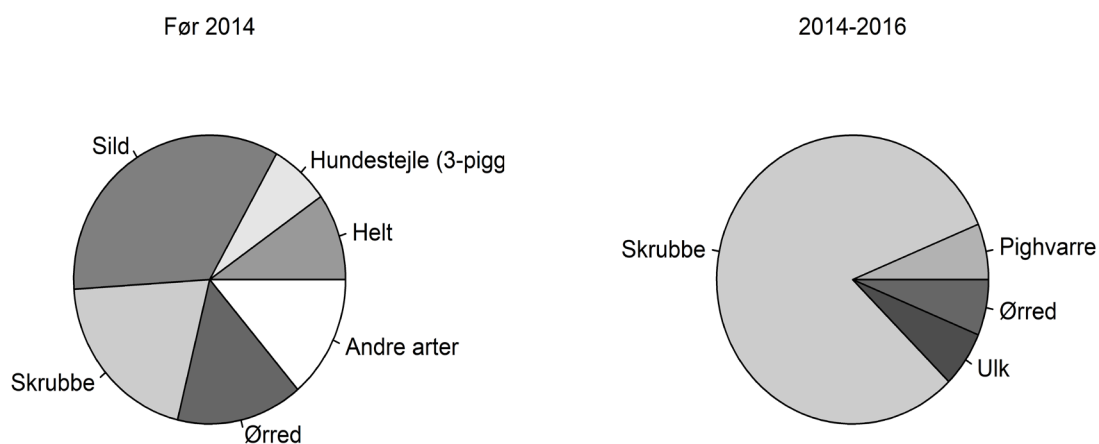 Før 2014
2014-2016
Sild
Hundestejle (3-pigg
Helt
Andre arter
Ørred
Skrubbe
Skrubbe
Pighvarre
Ørred
Ulk